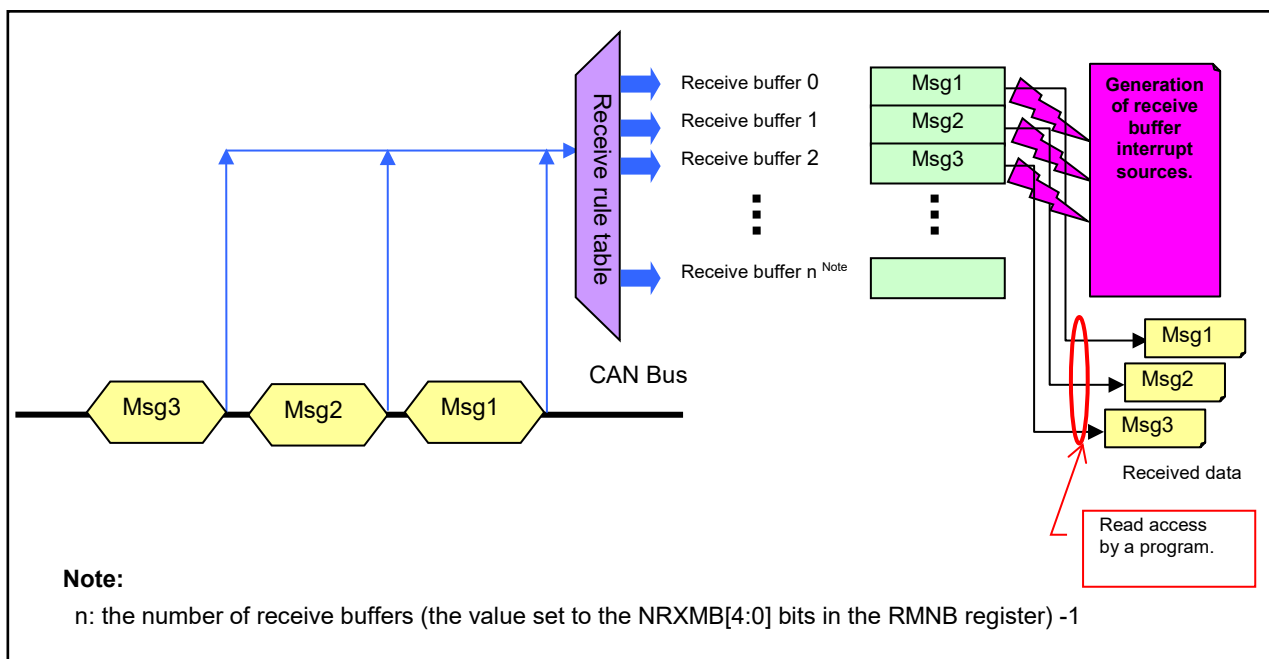 Receive rule table
Receive buffer 0
Receive buffer 1
Receive buffer 2
Receive buffer n Note
Msg1
Msg2
Msg3
Generation
of receive
buffer
interrupt
sources.
Msg1
Msg2
Msg3
Received data
Read access
by a program.
CAN Bus
Msg3
Msg2
Msg1
Note:
n: the number of receive buffers (the value set to the NRXMB[4:0] bits in the RMNB register) -1